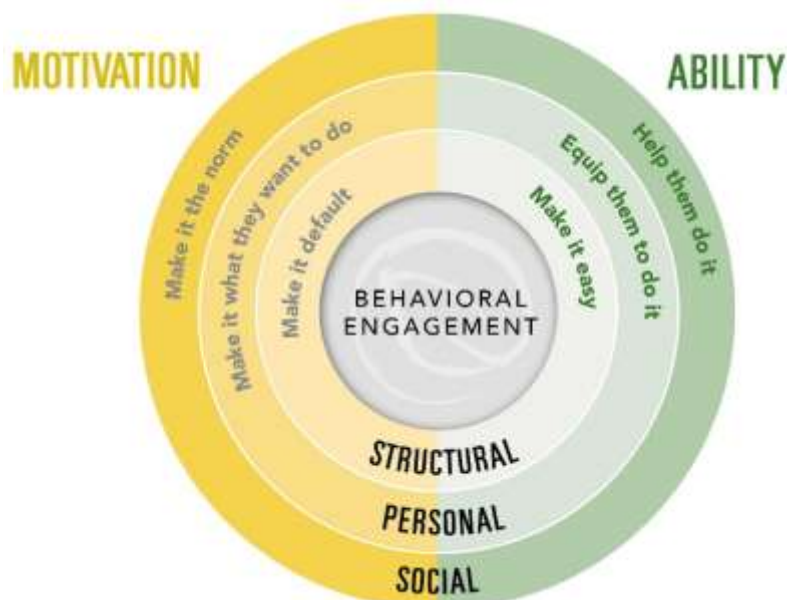 MOTIVATION
ABILITY
Make it the norm
Make it what they want to do
Make it default
Help them do it
Equip them to do it
Make it easy
BEHAVIORAL
ENGAGEMENT
STRUCTURAL
PERSONAL
SOCIAL